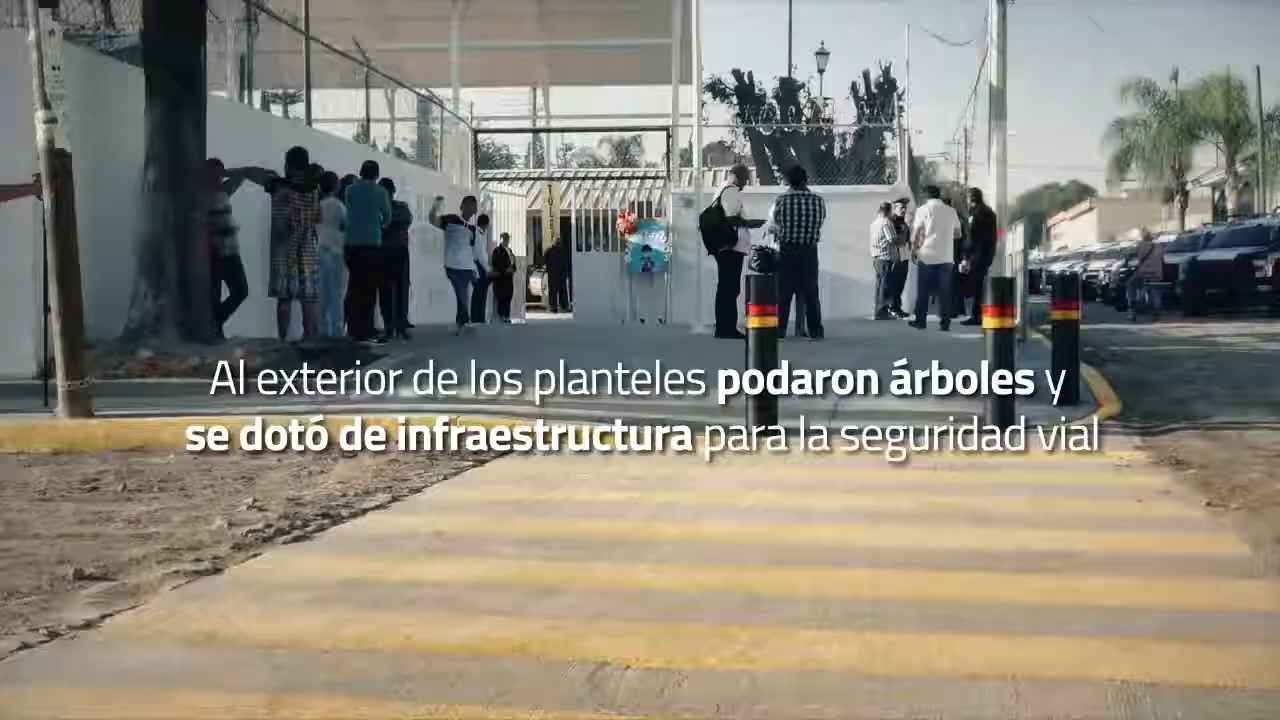 Al exterior de los planteles podaron árboles y
se dotó de infraestructura para la seguridad vial